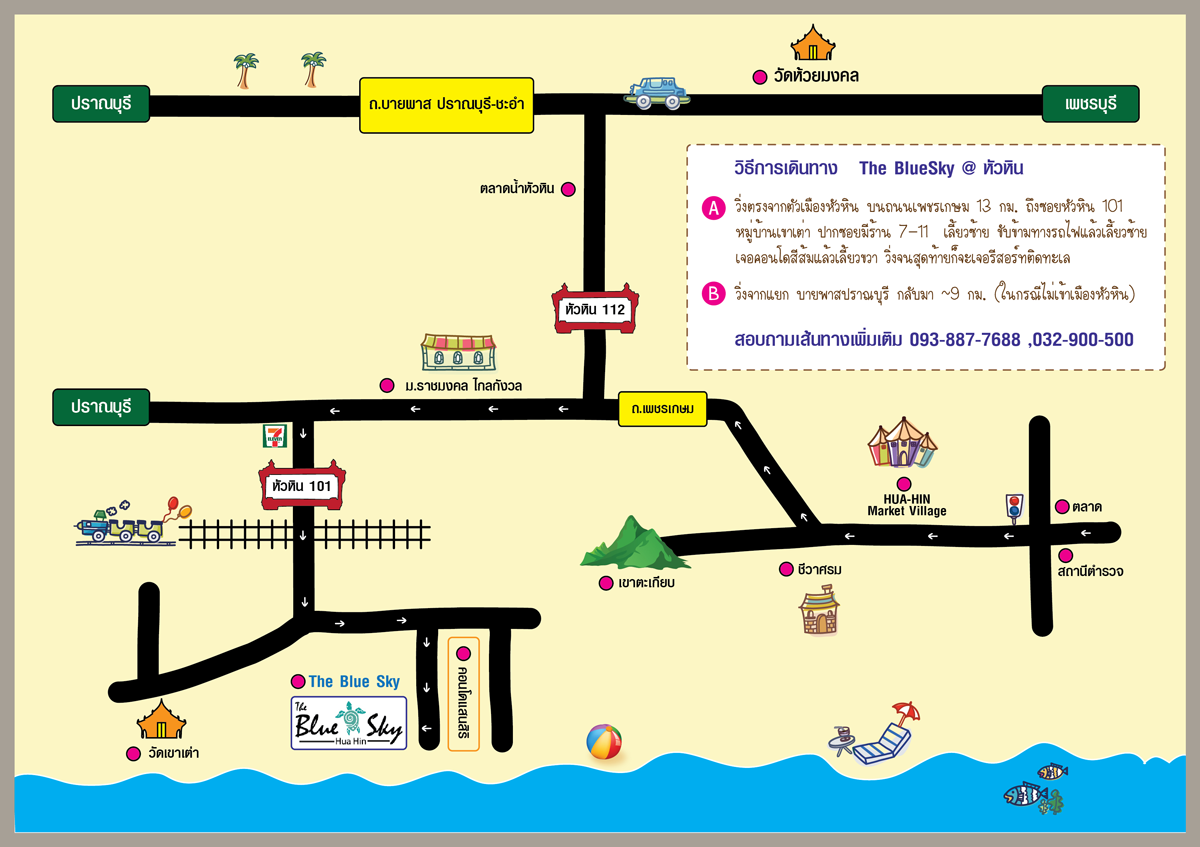 วัดห้วยมงคล
ปราณบุรี
ถ.บายพาส ปราณบุรี-ชะอำ
เพชรบุรี
ตลาดน้ำหัวหิน
วิธีการเดินทาง The BlueSky @ หัวหิน
A วิ่งตรงจากตัวเมืองหัวหิน บนถนนเพชรเกษม 13 กม. ถึงซอยหัวหิน 101
หมู่บ้านเขาเต่า ปากซอยมีร้าน 7-11 เลี้ยวซ้าย ขับข้ามทางรถไฟแล้วเลี้ยวซ้าย
เจอคอนโดสีส้มแล้วเลี้ยวขวา วิ่งจนสุดท้ายก็จะเจอรีสอร์ทติดทะเล
B วิ่งจากแยก บายพาสปราณบุรี กลับมา ~9 กม. (ในกรณีไม่เข้าเมืองหัวหิน)
สอบถามเส้นทางเพิ่มเติม 093-887-7688 ,032-900-500
หัวหิน 112
ม.ราชมงคล ไกลกังวล
ปราณบุรี
ถ.เพชรเกษม
7
ELEVEN
หัวหิน 101
HUA-HIN
Market Village
ตลาด
สถานีตำรวจ
เขาตะเกียบ
ชีวาศรม
The Blue Sky
The
Blue Sky
Hua Hin
คอนโดแสนสิริ
วัดเขาเต่า